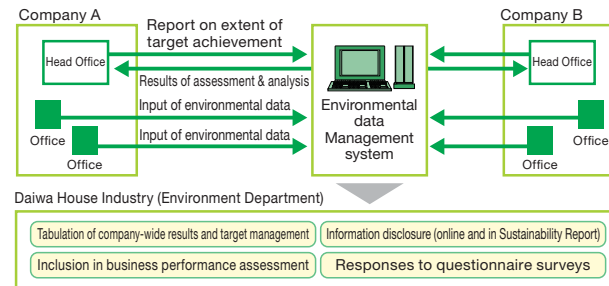 Company A
Company B
Report on extent of
target achievement
Head Office
Head Office
Results of assessment & analysis
Input of environmental data
Environmental
data
Management
system
Office
Office
Input of environmental data
Office
Office
Daiwa House Industry (Environment Department)
Tabulation of company-wide results and target management
Information disclosure (online and in Sustainability Report)
Inclusion in business performance assessment
Responses to questionnaire surveys